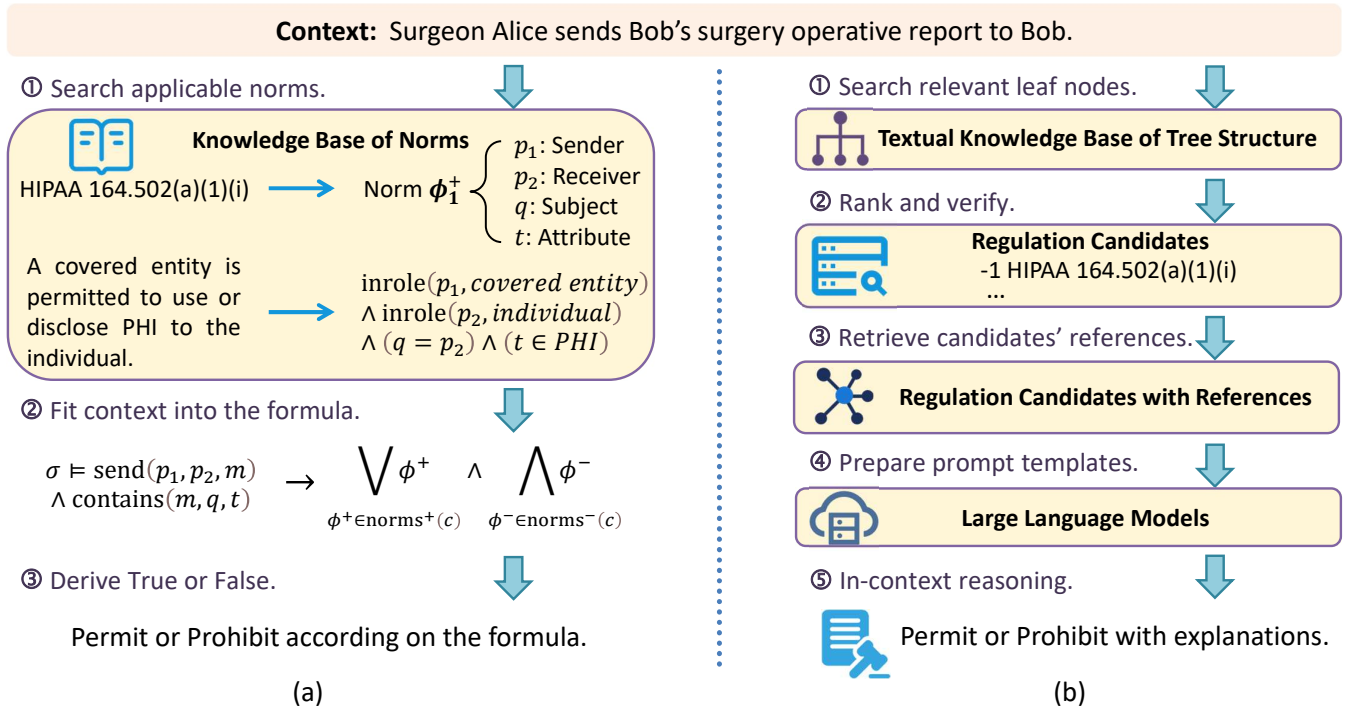 Context: Surgeon Alice sends Bob's surgery operative report to Bob.
① Search applicable norms.
Knowledge Base of Norms
HIPAA 164.502(a)(1)(i)
Norm ϕ₁⁺
p₁: Sender
p₂: Receiver
q: Subject
t: Attribute
A covered entity is
permitted to use or
disclose PHI to the
individual.
inrole(p₁, covered entity)
∧ inrole(p₂, individual)
∧ (q = p₂) ∧ (t ∈ PHI)
② Fit context into the formula.
σ ⊨ send(p₁, p₂, m)
∧ contains(m, q, t)
→ ⋁ ϕ⁺ ∧ ⋀ ϕ⁻
ϕ⁺∈norms⁺(c) ϕ⁻∈norms⁻(c)
③ Derive True or False.
Permit or Prohibit according on the formula.
(a)
① Search relevant leaf nodes.
Textual Knowledge Base of Tree Structure
② Rank and verify.
Regulation Candidates
-1 HIPAA 164.502(a)(1)(i)
...
③ Retrieve candidates' references.
Regulation Candidates with References
④ Prepare prompt templates.
Large Language Models
⑤ In-context reasoning.
Permit or Prohibit with explanations.
(b)